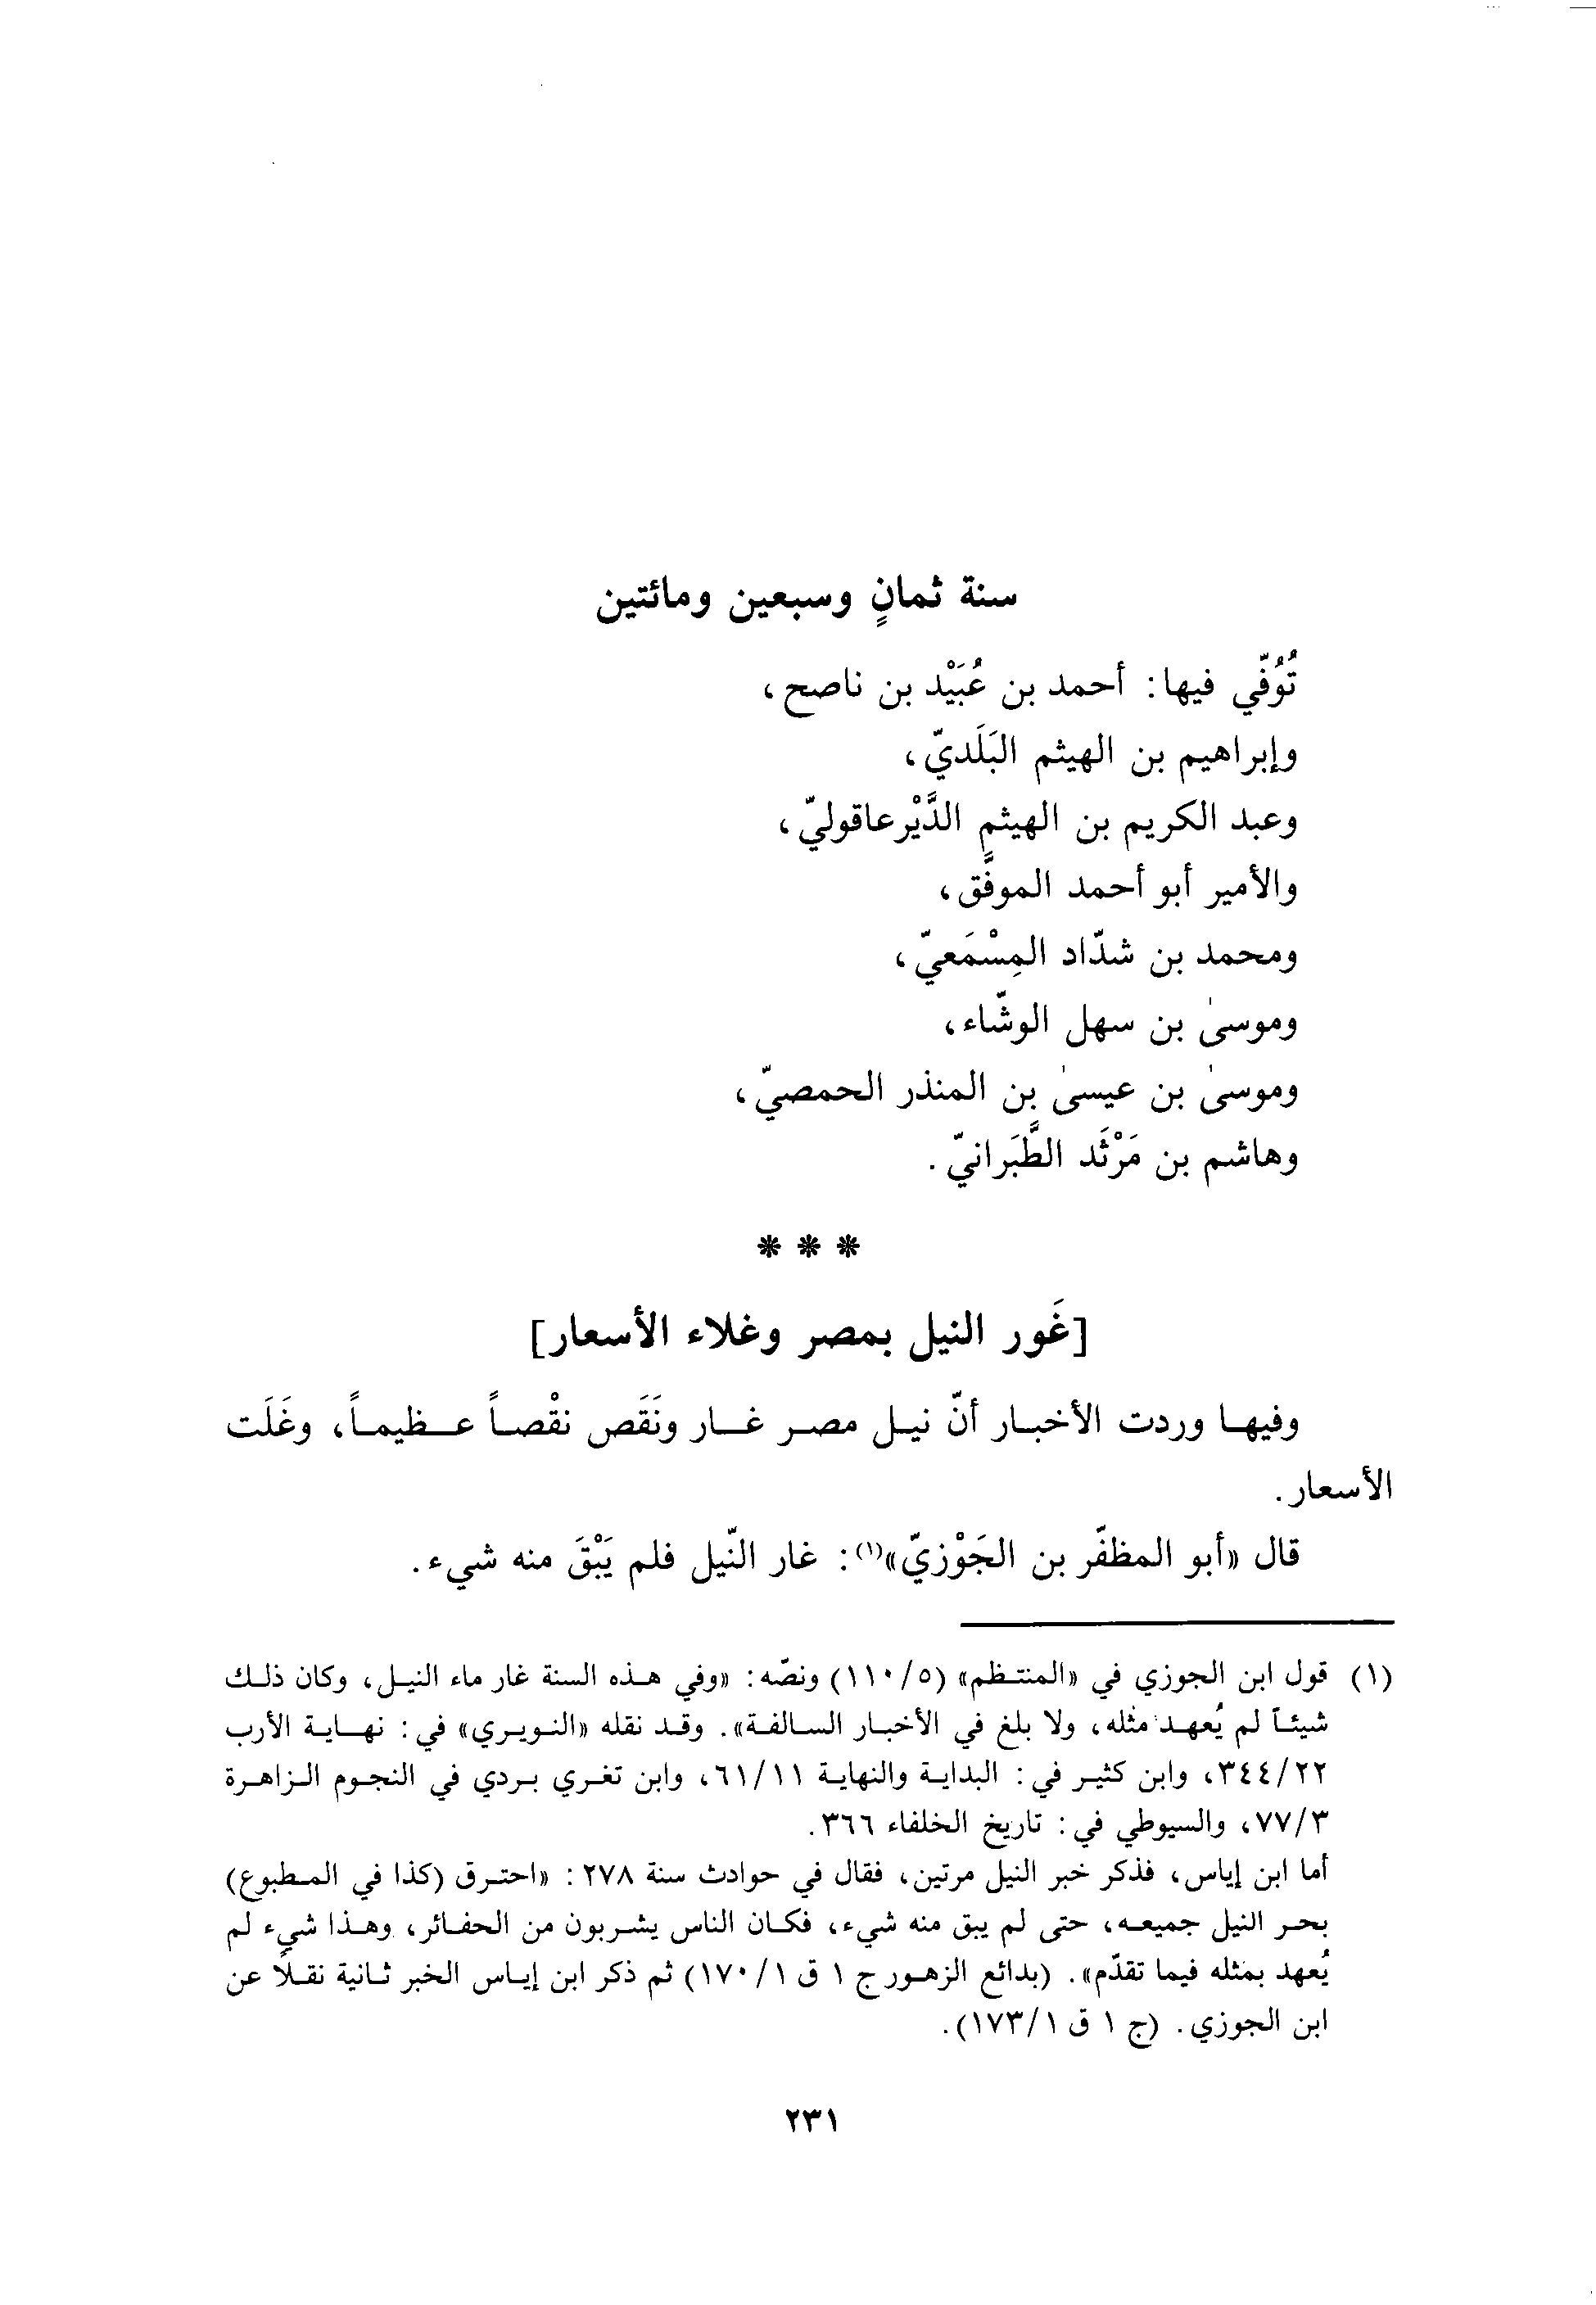 سنة ثمانٍ وسبعين ومائتين
تُوُفّي فيها: أحمد بن عُبَيْد بن ناصح،
وإبراهيم بن الهيثم البَلَديّ،
وعبد الكريم بن الهيثم الدَّيْرعاقوليّ،
والأمير أبو أحمد الموفَّق،
ومحمد بن شدّاد المِسْمَعيّ،
وموسىٰ بن سهل الوشّاء،
وموسىٰ بن عيسىٰ بن المنذر الحمصيّ،
وهاشم بن مَرْثَد الطَّبَرانيّ.
* * *
[غَور النيل بمصر وغلاء الأسعار]
وفيها وردت الأخبار أنّ نيل مصر غار ونَقَص نقْصاً عظيماً، وغَلَت
الأسعار.
قال «أبو المظفّر بن الجَوْزيّ»(١): غار النّيل فلم يَبْقَ منه شيء.
(١) قول ابن الجوزي في «المنتظم» (١١٠/٥) ونصّه: «وفي هذه السنة غار ماء النيل، وكان ذلك
شيئاً لم يُعهد مثله، ولا بلغ في الأخبار السالفة». وقد نقله «النويري» في: نهاية الأرب
٣٤٤/٢٢، وابن كثير في: البداية والنهاية ٦١/١١، وابن تغري بردي في النجوم الزاهرة
٧٧/٣، والسيوطي في: تاريخ الخلفاء ٣٦٦.
أما ابن إياس، فذكر خبر النيل مرتين، فقال في حوادث سنة ٢٧٨: «احترق (كذا في المطبوع)
بحر النيل جميعه، حتى لم يبق منه شيء، فكان الناس يشربون من الحفائر، وهذا شيء لم
يُعهد بمثله فيما تقدّم». (بدائع الزهور ج ١ ق ١٧٠/١) ثم ذكر ابن إياس الخبر ثانية نقلاً عن
ابن الجوزي. (ج ١ ق ١٧٣/١).
٢٣١